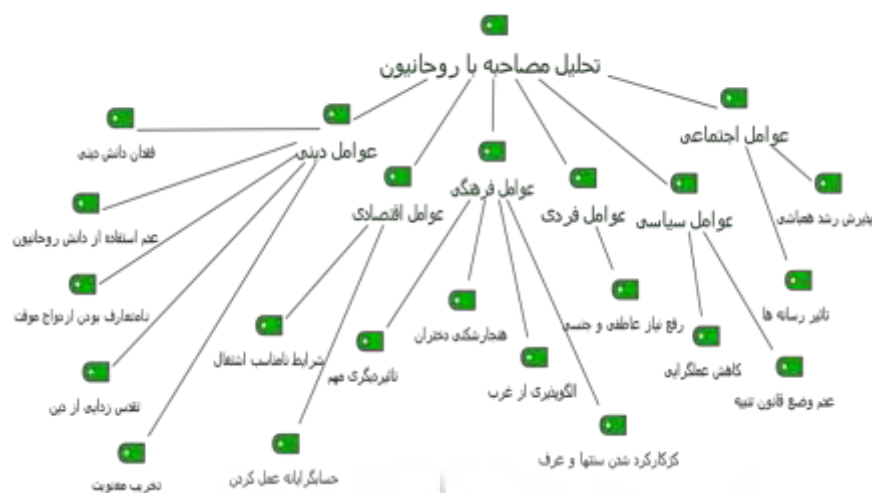 تحلیل مصاحبه با روحانیون
عوامل اجتماعی
پذیرش رشد همباشی
تاثیر رسانه ها
عوامل سیاسی
کاهش عملگرایی
عدم وضع قانون تنبیه
عوامل فردی
رفع نیاز عاطفی و جنسی
عوامل فرهنگی
هنجارشکنی دختران
تاثیردیگری مهم
الگوپذیری از غرب
کژکارکرد شدن سنتها و عرف
عوامل اقتصادی
شرایط نامناسب اشتغال
حسابگرایانه عمل کردن
عوامل دینی
فقدان دانش دینی
عدم استفاده از دانش روحانیون
نامتعارف بودن ازدواج موقت
تقدس زدایی از دین
تخریب معنویت